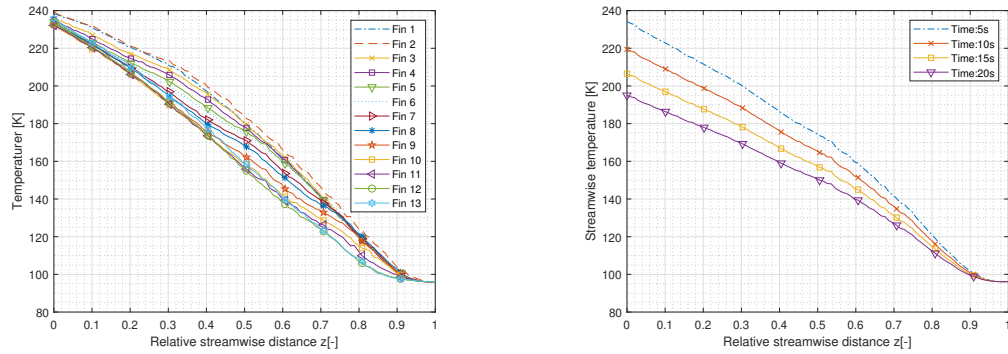 240
220
200
180
160
140
120
100
80
0
0.1
0.2
0.3
0.4
0.5
0.6
0.7
0.8
0.9
1
Temperaturer [K]
Relative streamwise distance z[-]
Fin 1
Fin 2
Fin 3
Fin 4
Fin 5
Fin 6
Fin 7
Fin 8
Fin 9
Fin 10
Fin 11
Fin 12
Fin 13
240
220
200
180
160
140
120
100
80
0
0.1
0.2
0.3
0.4
0.5
0.6
0.7
0.8
0.9
1
Streamwise temperature [K]
Relative streamwise distance z[-]
Time:5s
Time:10s
Time:15s
Time:20s